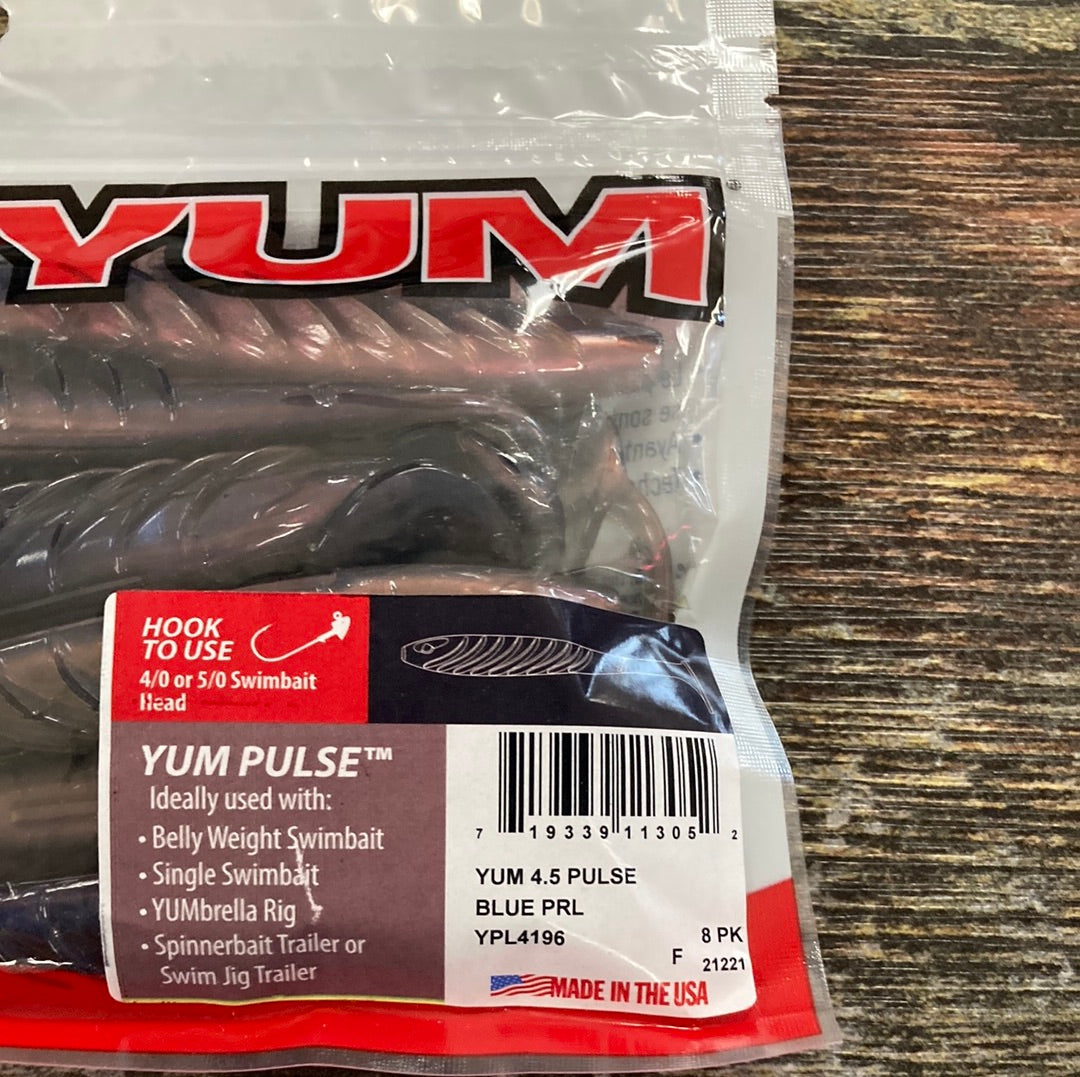 YUM
®
HOOK
TO USE
4/0 or 5/0 Swimbait
Head
YUM PULSE™
Ideally used with:
• Belly Weight Swimbait
• Single Swimbait
• YUMbrella Rig
• Spinnerbait Trailer or
Swim Jig Trailer
7 19339 11305 2
YUM 4.5 PULSE
BLUE PRL
YPL4196
8 PK
F 21221
MADE IN THE USA